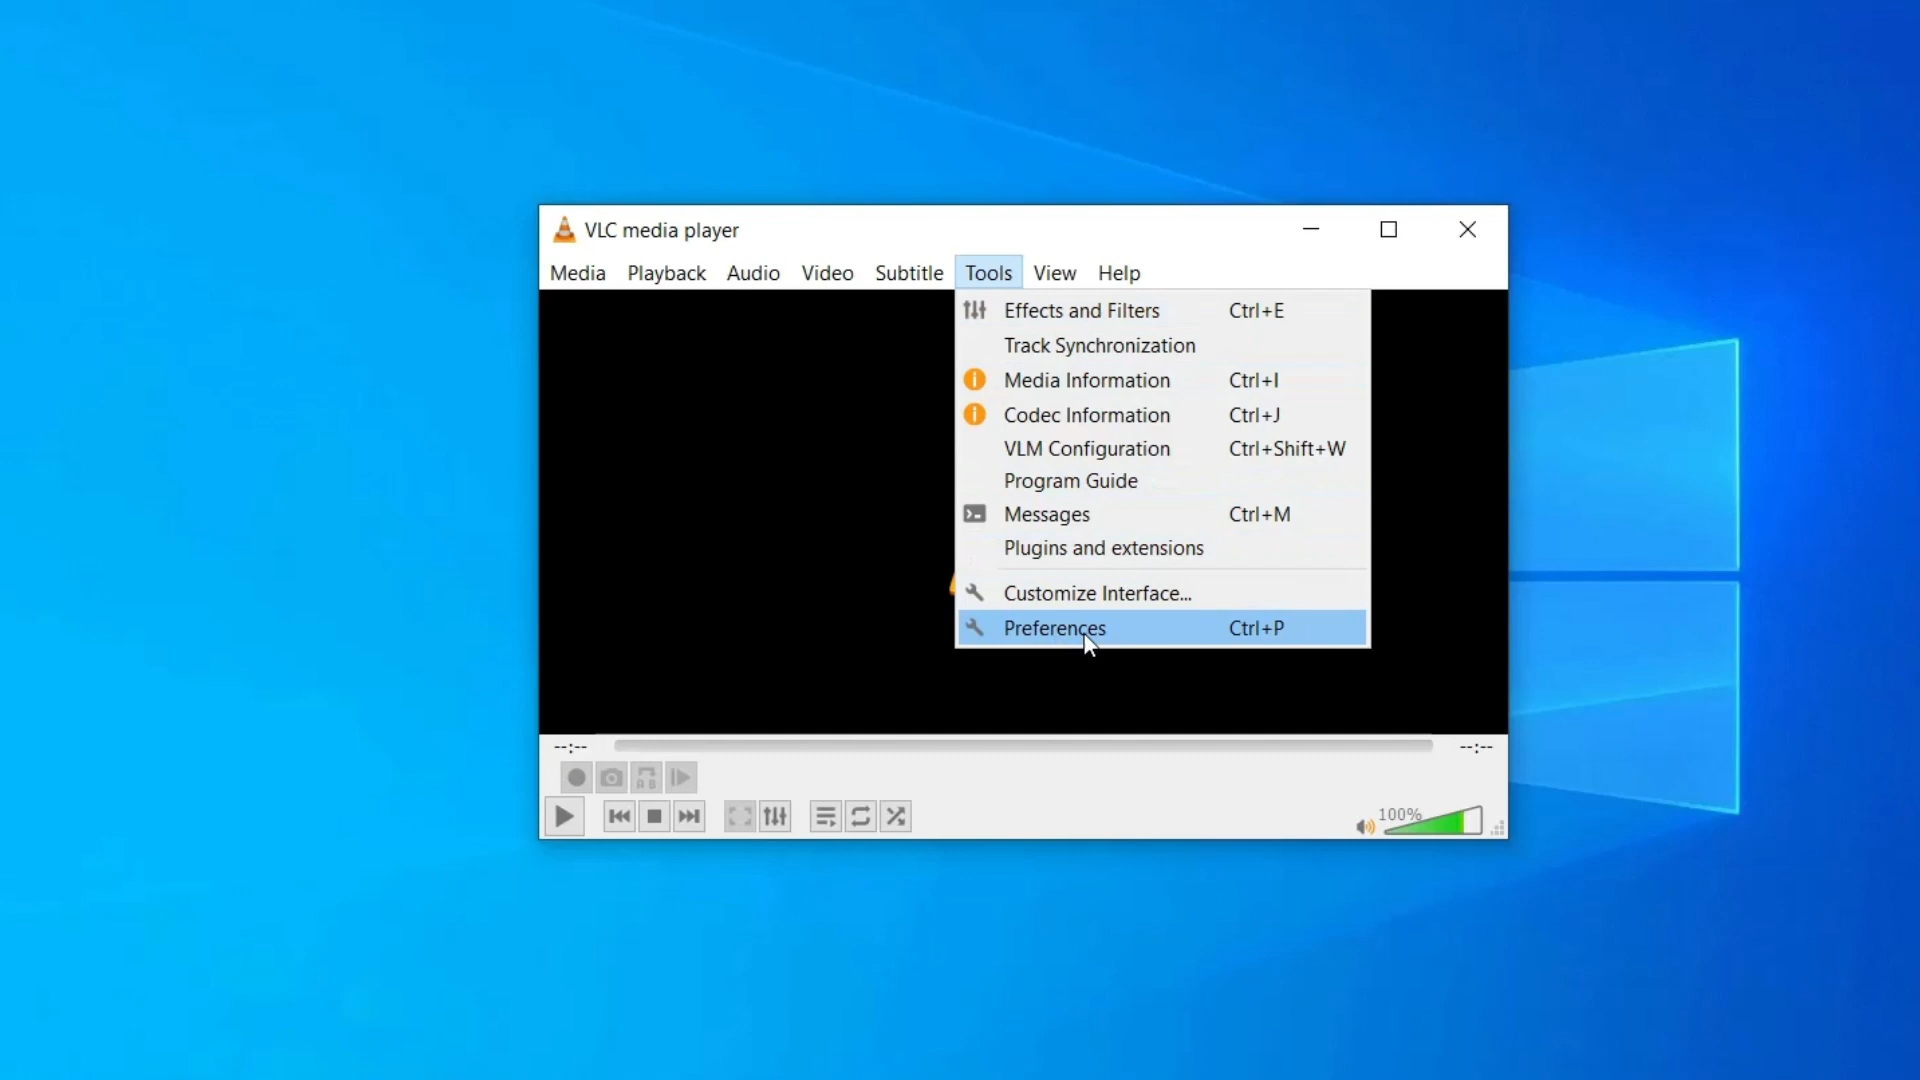 VLC media player
Media Playback Audio Video Subtitle Tools View Help
Effects and Filters Ctrl+E
Track Synchronization
Media Information Ctrl+I
Codec Information Ctrl+J
VLM Configuration Ctrl+Shift+W
Program Guide
Messages Ctrl+M
Plugins and extensions
Customize Interface...
Preferences Ctrl+P
--:-- --:--
A B
100%